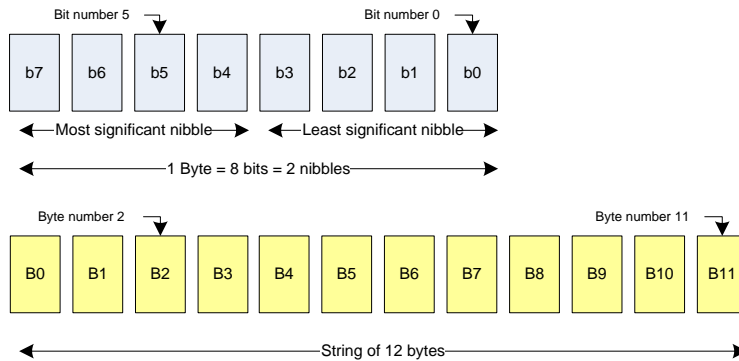 Bit number 5 Bit number 0
b7 b6 b5 b4 b3 b2 b1 b0
Most significant nibble Least significant nibble
1 Byte = 8 bits = 2 nibbles
Byte number 2 Byte number 11
B0 B1 B2 B3 B4 B5 B6 B7 B8 B9 B10 B11
String of 12 bytes